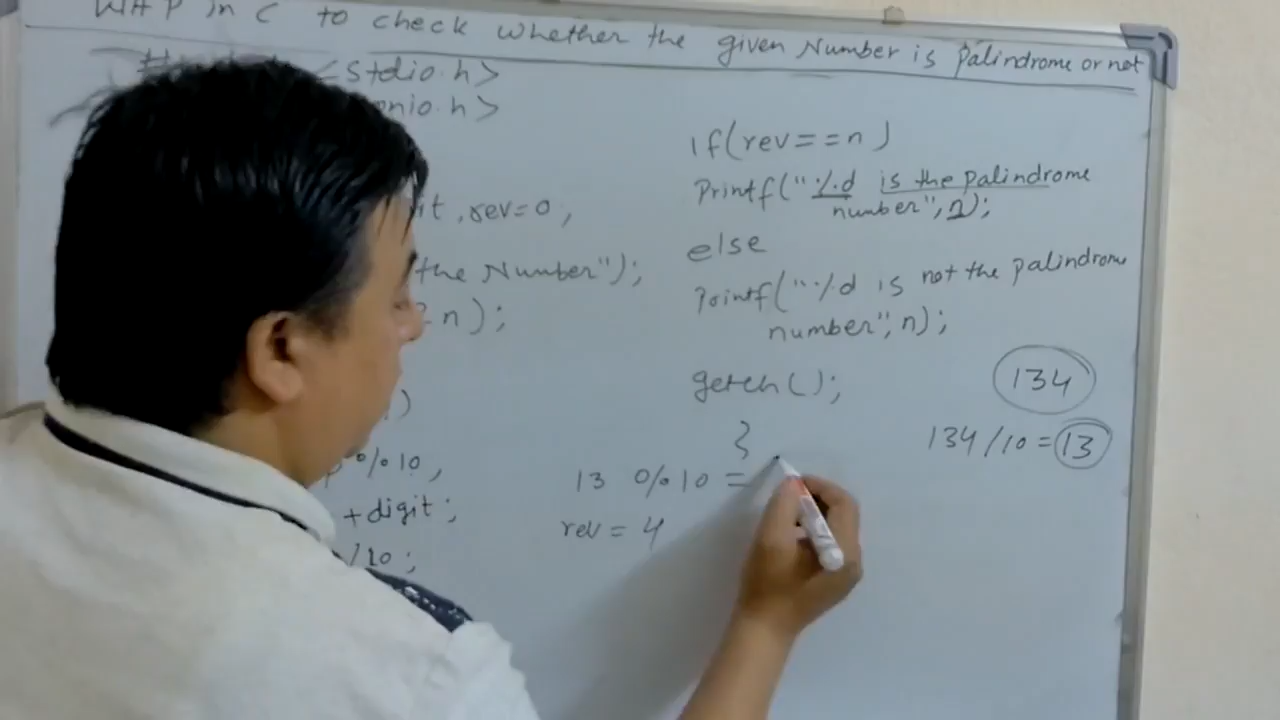 WAP in C to check whether the given Number is palindrome or not
<stdio.h>
onio.h>
it ,rev=0,
the Number");
n);
)
%10,
+digit;
/10;
if(rev==n)
Printf("%d is the palindrome
number",n);
else
Printf("%d is not the palindrome
number",n);
getch();
}
134
134/10=13
13 %10 =
rev = 4